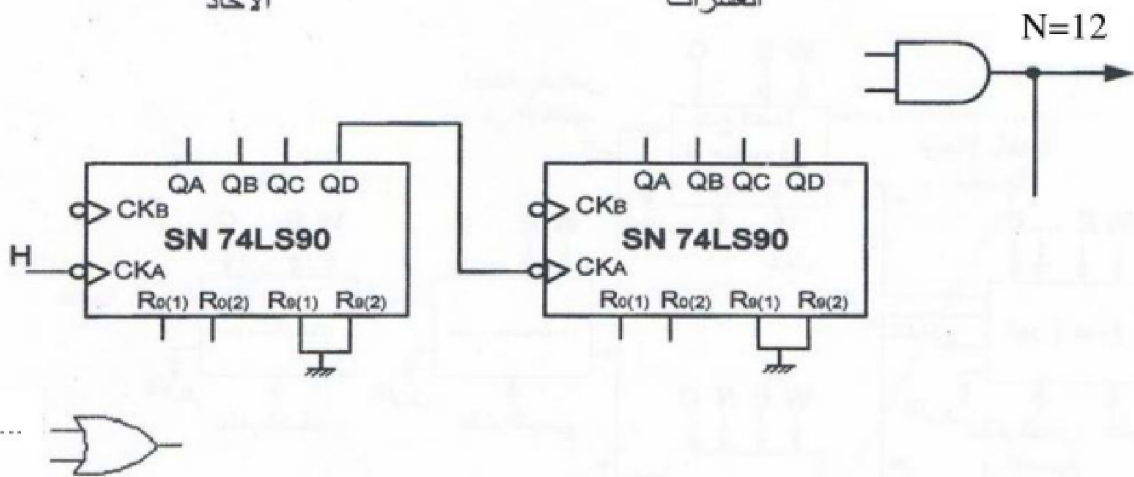 الآحاد العشرات
N=12
QA QB QC QD QA QB QC QD
CKB CKB
SN 74LS90 SN 74LS90
H CKA CKA
R0(1) R0(2) R9(1) R9(2) R0(1) R0(2) R9(1) R9(2)
...